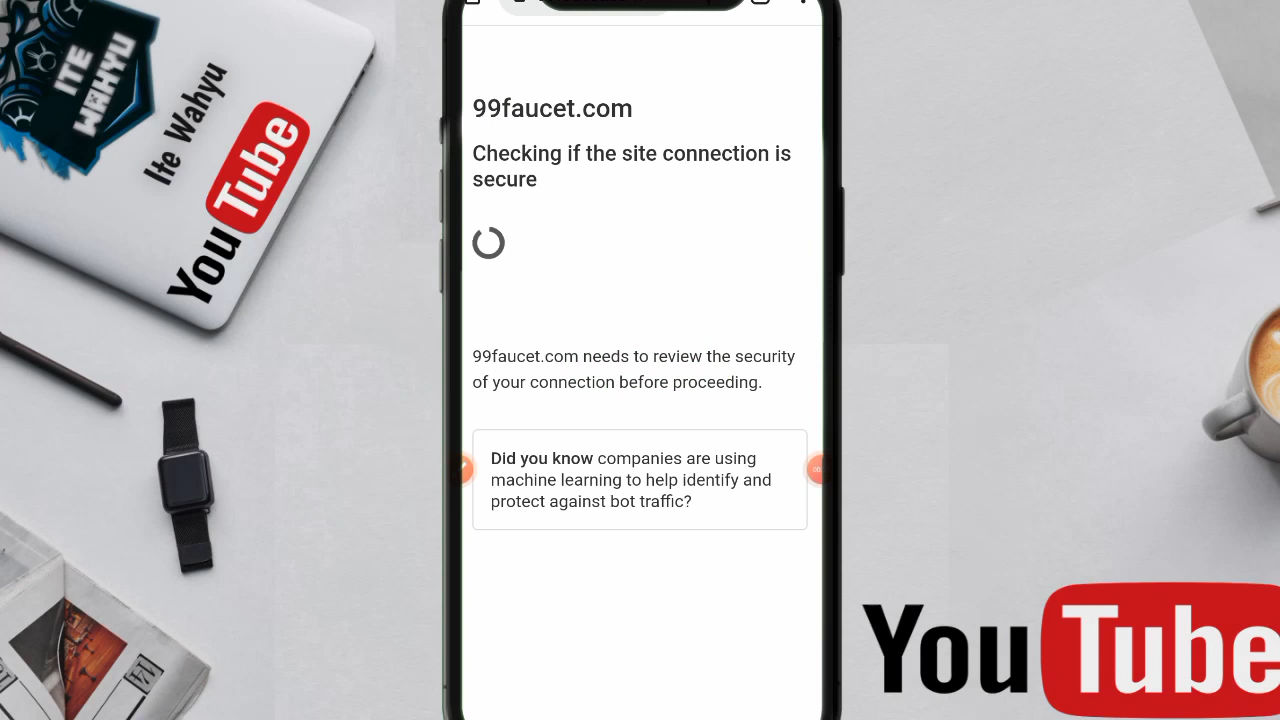 ITE
WAHYU
Ite Wahyu
YouTube
99faucet.com
Checking if the site connection is
secure
99faucet.com needs to review the security
of your connection before proceeding.
Did you know companies are using
machine learning to help identify and
protect against bot traffic?
YouTube